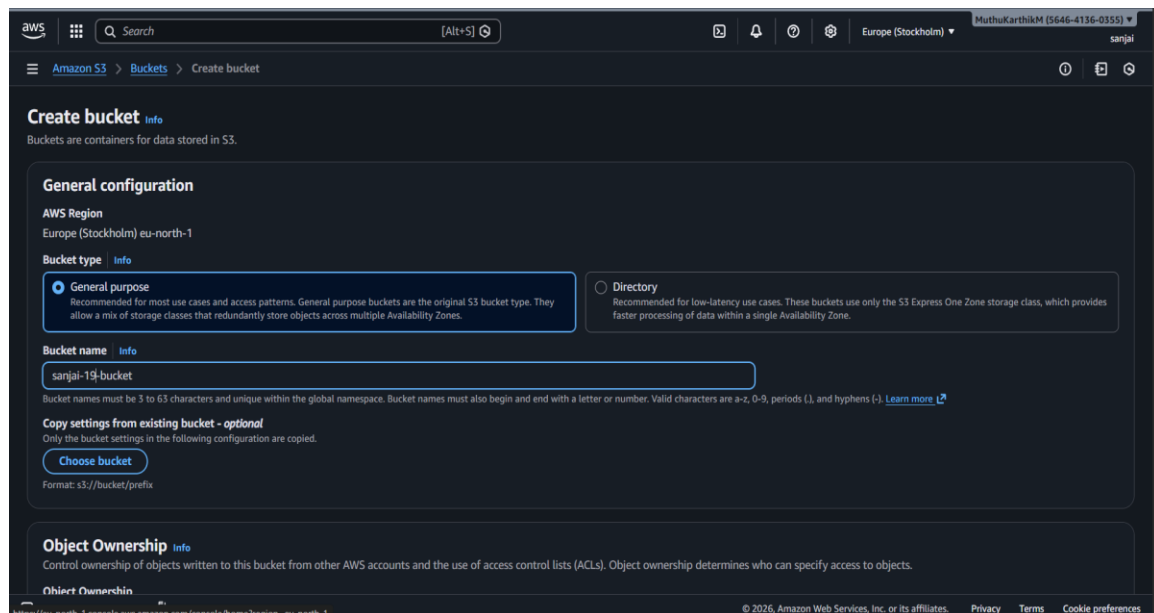 aws
Search [Alt+S]
Europe (Stockholm) ▼
MuthuKarthikM (5646-4136-0355) ▼
sanjai
Amazon S3 > Buckets > Create bucket
Create bucket Info
Buckets are containers for data stored in S3.
General configuration
AWS Region
Europe (Stockholm) eu-north-1
Bucket type Info
General purpose
Recommended for most use cases and access patterns. General purpose buckets are the original S3 bucket type. They
allow a mix of storage classes that redundantly store objects across multiple Availability Zones.
Directory
Recommended for low-latency use cases. These buckets use only the S3 Express One Zone storage class, which provides
faster processing of data within a single Availability Zone.
Bucket name Info
sanjai-19-bucket
Bucket names must be 3 to 63 characters and unique within the global namespace. Bucket names must also begin and end with a letter or number. Valid characters are a-z, 0-9, periods (.), and hyphens (-). Learn more
Copy settings from existing bucket - optional
Only the bucket settings in the following configuration are copied.
Choose bucket
Format: s3://bucket/prefix
Object Ownership Info
Control ownership of objects written to this bucket from other AWS accounts and the use of access control lists (ACLs). Object ownership determines who can specify access to objects.
Object Ownership
© 2026, Amazon Web Services, Inc. or its affiliates. Privacy Terms Cookie preferences